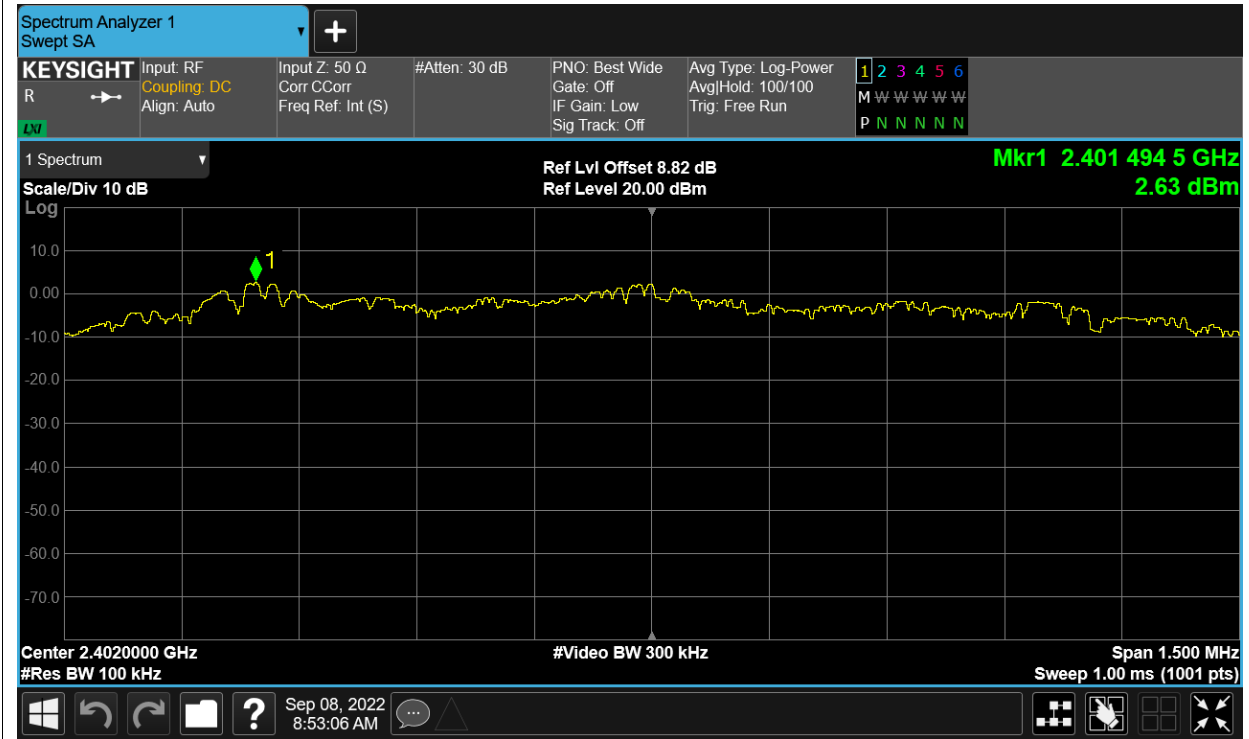 Spectrum Analyzer 1
Swept SA
+
KEYSIGHT
R
LXI
Input: RF
Coupling: DC
Align: Auto
Input Z: 50 Ω
Corr CCorr
Freq Ref: Int (S)
#Atten: 30 dB
PNO: Best Wide
Gate: Off
IF Gain: Low
Sig Track: Off
Avg Type: Log-Power
Avg|Hold: 100/100
Trig: Free Run
1 2 3 4 5 6
M W W W W W
P N N N N N
1 Spectrum
Scale/Div 10 dB
Log
Ref Lvl Offset 8.82 dB
Ref Level 20.00 dBm
Mkr1 2.401 494 5 GHz
2.63 dBm
1
10.0
0.00
-10.0
-20.0
-30.0
-40.0
-50.0
-60.0
-70.0
Center 2.4020000 GHz
#Res BW 100 kHz
#Video BW 300 kHz
Span 1.500 MHz
Sweep 1.00 ms (1001 pts)
?
Sep 08, 2022
8:53:06 AM